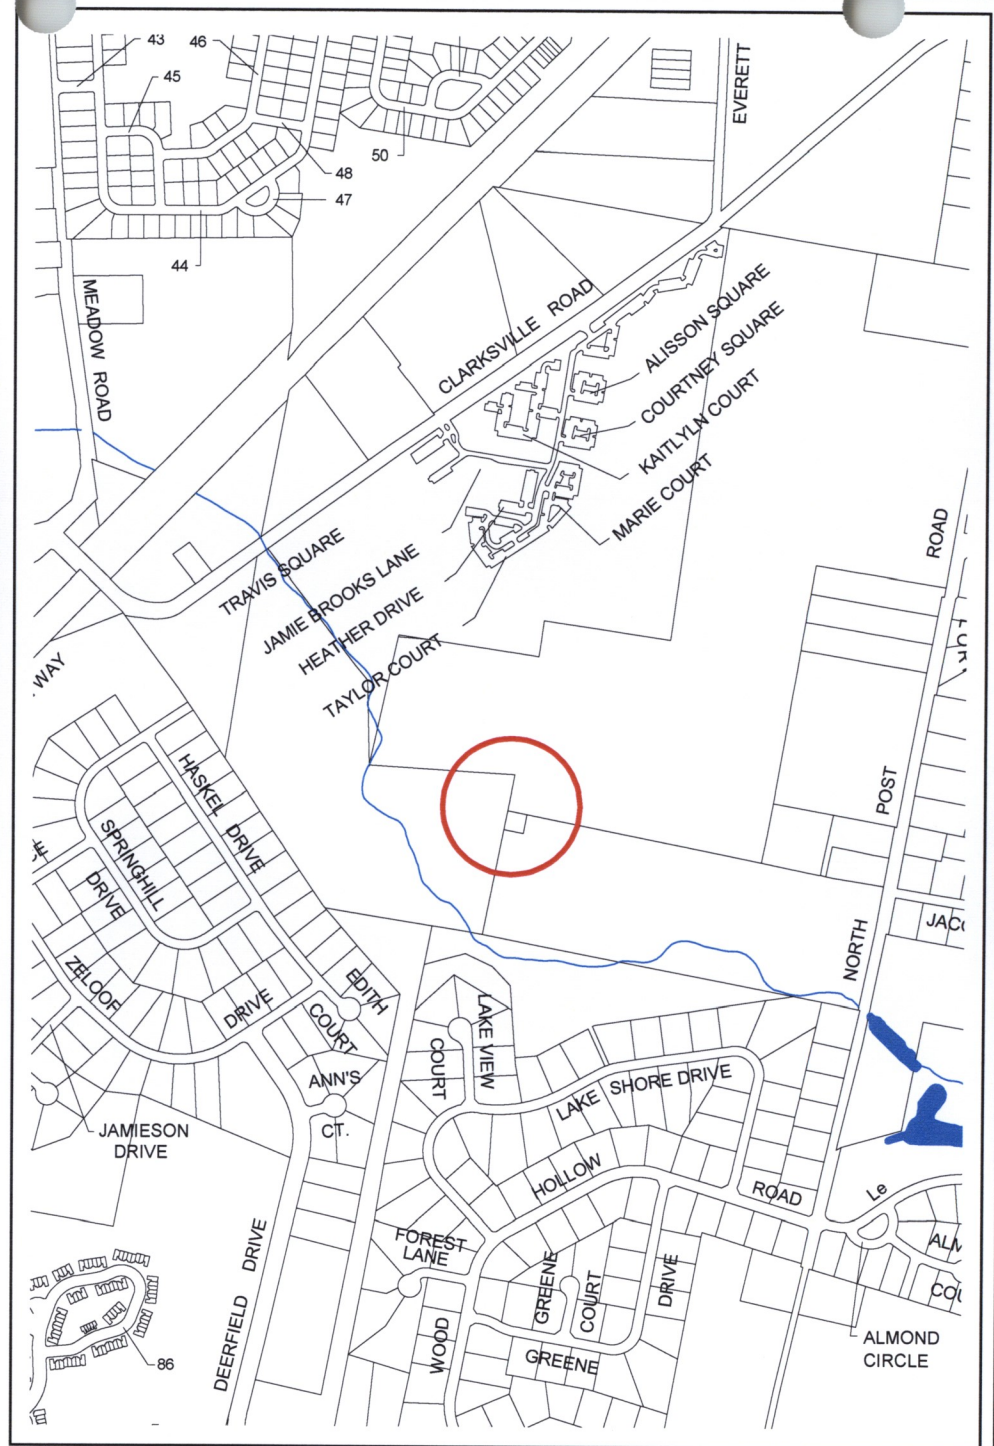 43
46
45
EVERETT
50
48
47
44
MEADOW ROAD
CLARKSVILLE ROAD
ALISSON SQUARE
COURTNEY SQUARE
KAITLYLN COURT
MARIE COURT
ROAD
TRAVIS SQUARE
JAMIE BROOKS LANE
HEATHER DRIVE
TAYLOR COURT
WAY
HASKEL DRIVE
POST
SPRINGHILL
DRIVE
NORTH
JAC
ZELOOF
DRIVE
EDITH
COURT
LAKE VIEW
COURT
ANN'S
CT.
LAKE SHORE DRIVE
JAMIESON
DRIVE
HOLLOW
ROAD
Le
FOREST
LANE
ALM
GREENE
COURT
DRIVE
COU
DEERFIELD DRIVE
WOOD
GREENE
86
ALMOND
CIRCLE